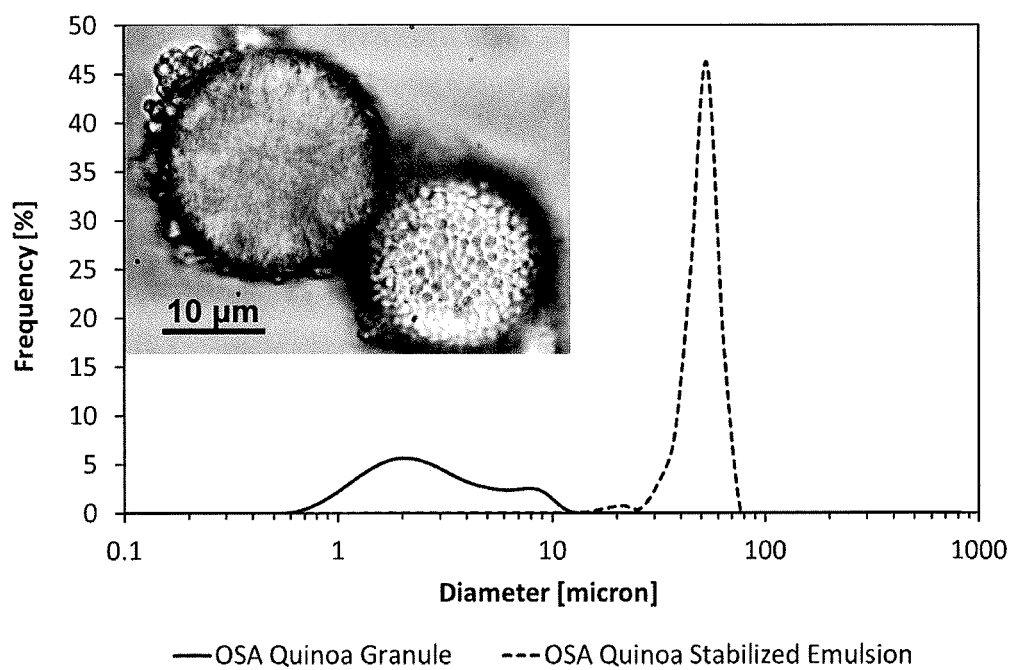 50
45
40
35
30
25
20
15
10
5
0
Frequency [%]
10 µm
0.1 1 10 100 1000
Diameter [micron]
OSA Quinoa Granule OSA Quinoa Stabilized Emulsion